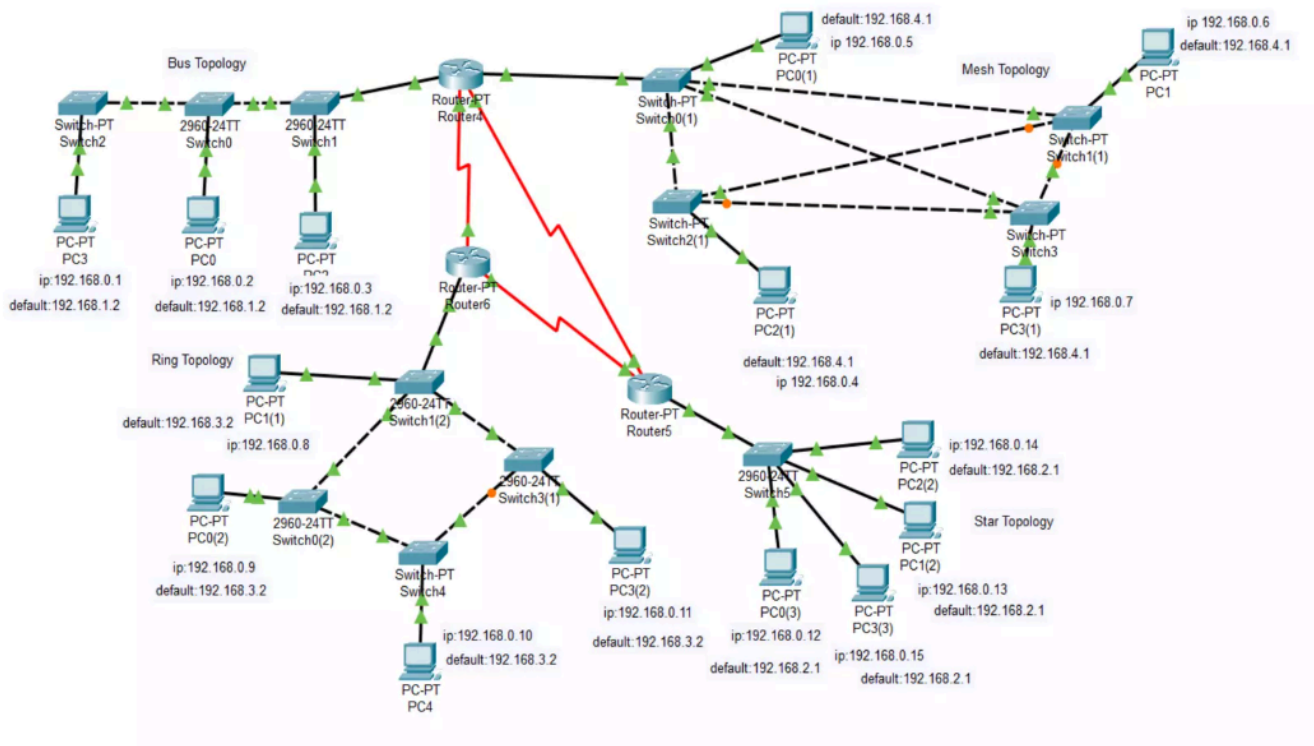 Bus Topology
Switch-PT
Switch2
2960-24TT
Switch0
2960-24TT
Switch1
Router-PT
Router4
PC-PT
PC3
ip:192.168.0.1
default:192.168.1.2
PC-PT
PC0
ip:192.168.0.2
default:192.168.1.2
PC-PT
ip:192.168.0.3
default:192.168.1.2
default:192.168.4.1
ip 192.168.0.5
PC-PT
PC0(1)
Switch-PT
Switch0(1)
Mesh Topology
ip 192.168.0.6
default:192.168.4.1
PC-PT
PC1
Switch-PT
Switch1(1)
Switch-PT
Switch2(1)
Switch-PT
Switch3
PC-PT
PC2(1)
default:192.168.4.1
ip 192.168.0.4
ip 192.168.0.7
PC-PT
PC3(1)
default:192.168.4.1
Router-PT
Router6
Router-PT
Router5
Ring Topology
PC-PT
PC1(1)
default:192.168.3.2
ip:192.168.0.8
2960-24TT
Switch1(2)
2960-24TT
Switch3(1)
PC-PT
PC0(2)
ip:192.168.0.9
default:192.168.3.2
2960-24TT
Switch0(2)
Switch-PT
Switch4
PC-PT
PC3(2)
ip:192.168.0.11
default:192.168.3.2
ip:192.168.0.10
default:192.168.3.2
PC-PT
PC4
2960-24TT
Switch5
PC-PT
PC2(2)
ip:192.168.0.14
default:192.168.2.1
Star Topology
PC-PT
PC1(2)
ip:192.168.0.13
default:192.168.2.1
PC-PT
PC0(3)
ip:192.168.0.12
default:192.168.2.1
PC-PT
PC3(3)
ip:192.168.0.15
default:192.168.2.1